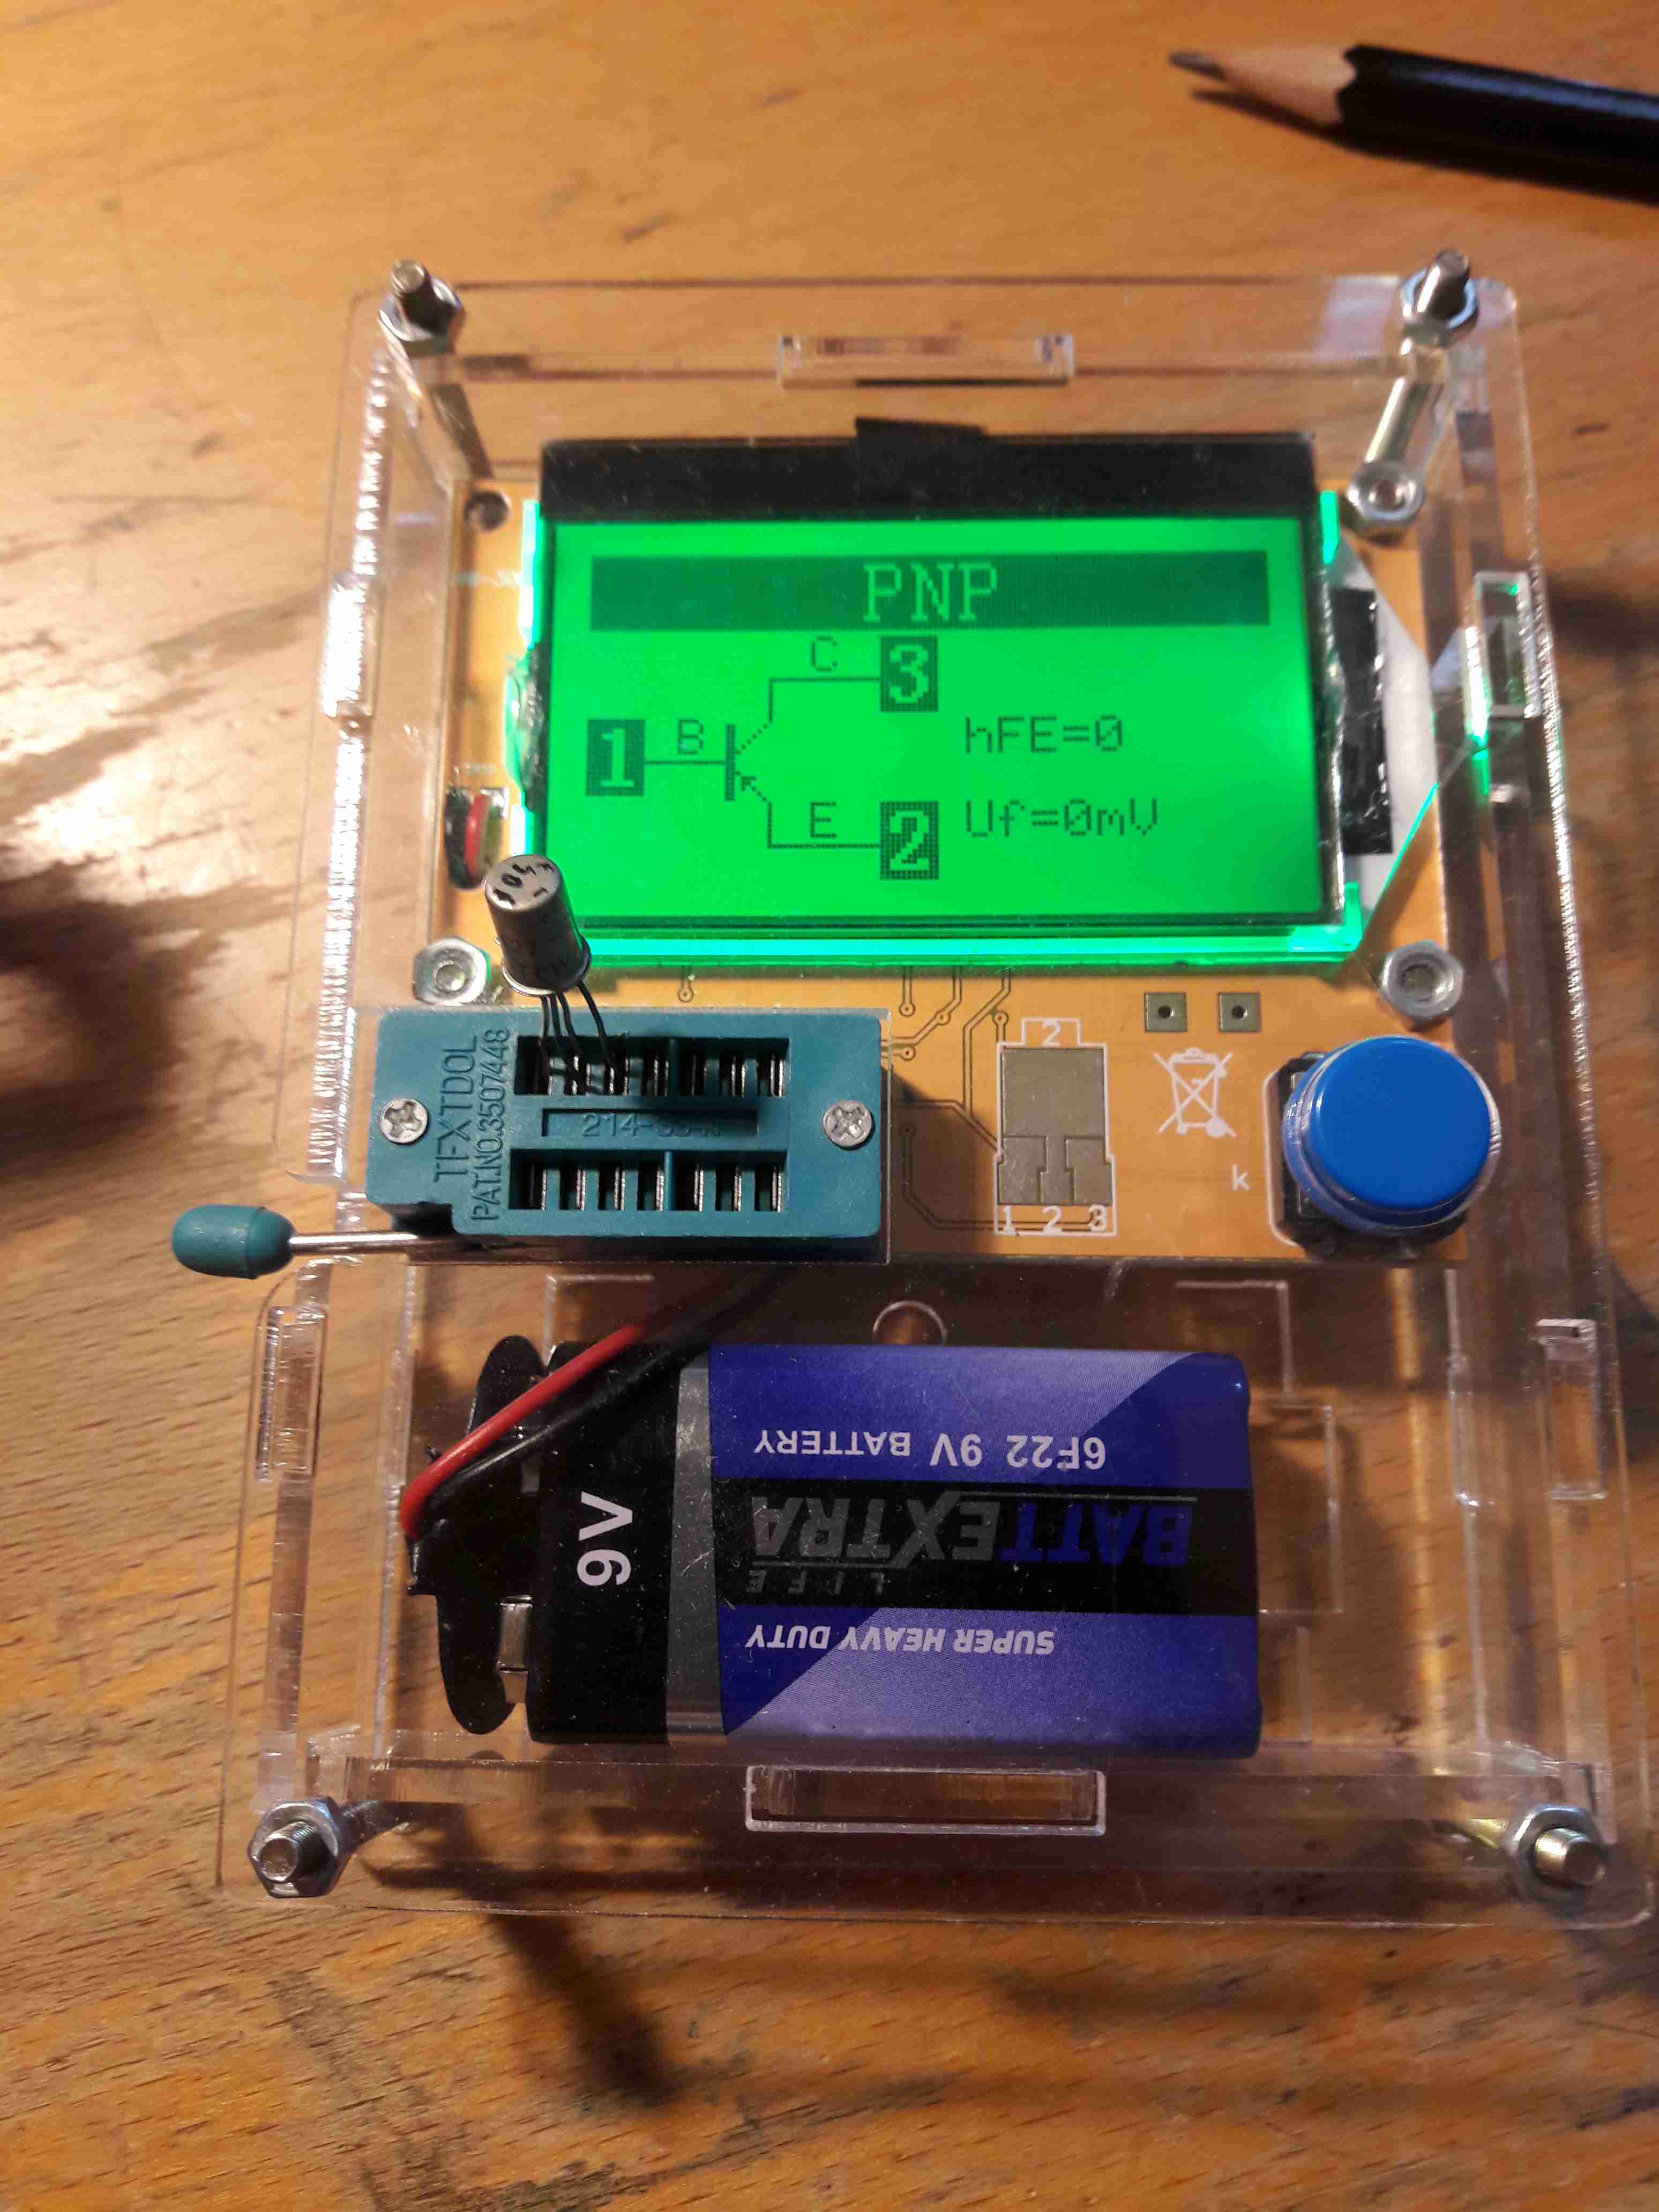 PNP
C
3
1
B
hFE=0
E
2
Uf=0mV
TFXTDOL
PAT.NO.3507448
2
k
1 2 3
6F22 9V BATTERY
BATTEXTRA
LIFE
SUPER HEAVY DUTY
9V